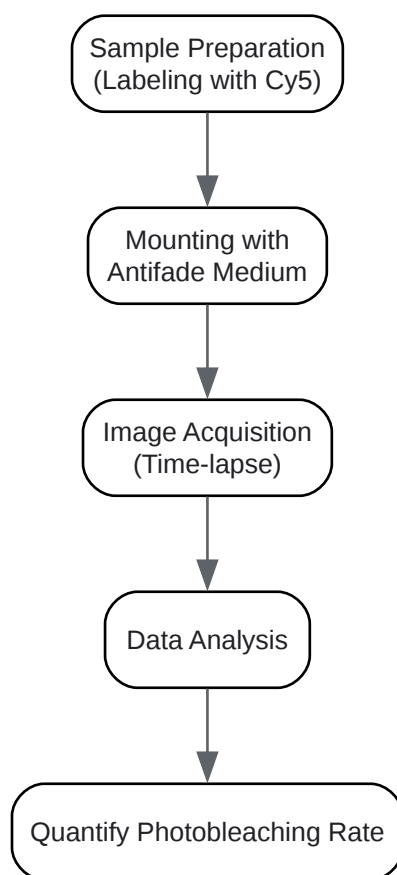 Sample Preparation
(Labeling with Cy5)
Mounting with
Antifade Medium
Image Acquisition
(Time-lapse)
Data Analysis
Quantify Photobleaching Rate